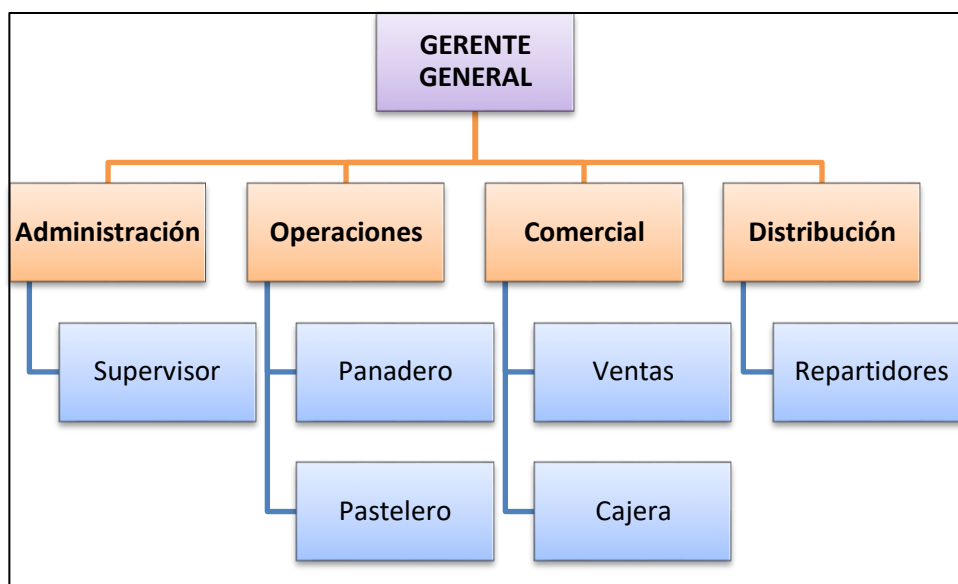 GERENTE
GENERAL
Administración
Operaciones
Comercial
Distribución
Supervisor
Panadero
Ventas
Repartidores
Pastelero
Cajera